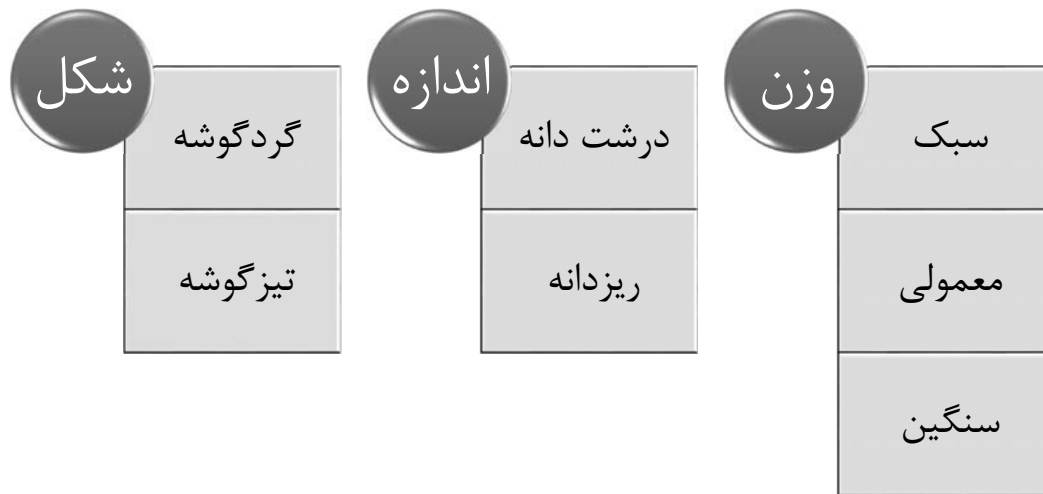 وزن
سبک
معمولی
سنگین
اندازه
درشت دانه
ریزدانه
شکل
گردگوشه
تیزگوشه